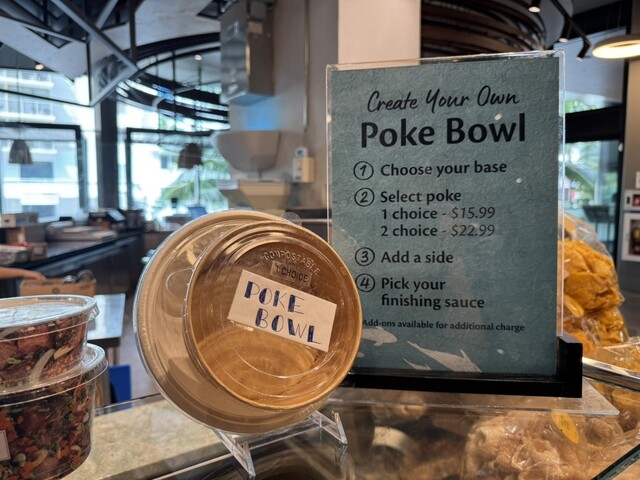 Create Your Own
Poke Bowl
1 Choose your base
2 Select poke
1 choice - $15.99
2 choice - $22.99
3 Add a side
4 Pick your
finishing sauce
Add-ons available for additional charge
COMPOSTABLE
1 CHOICE
POKE
BOWL